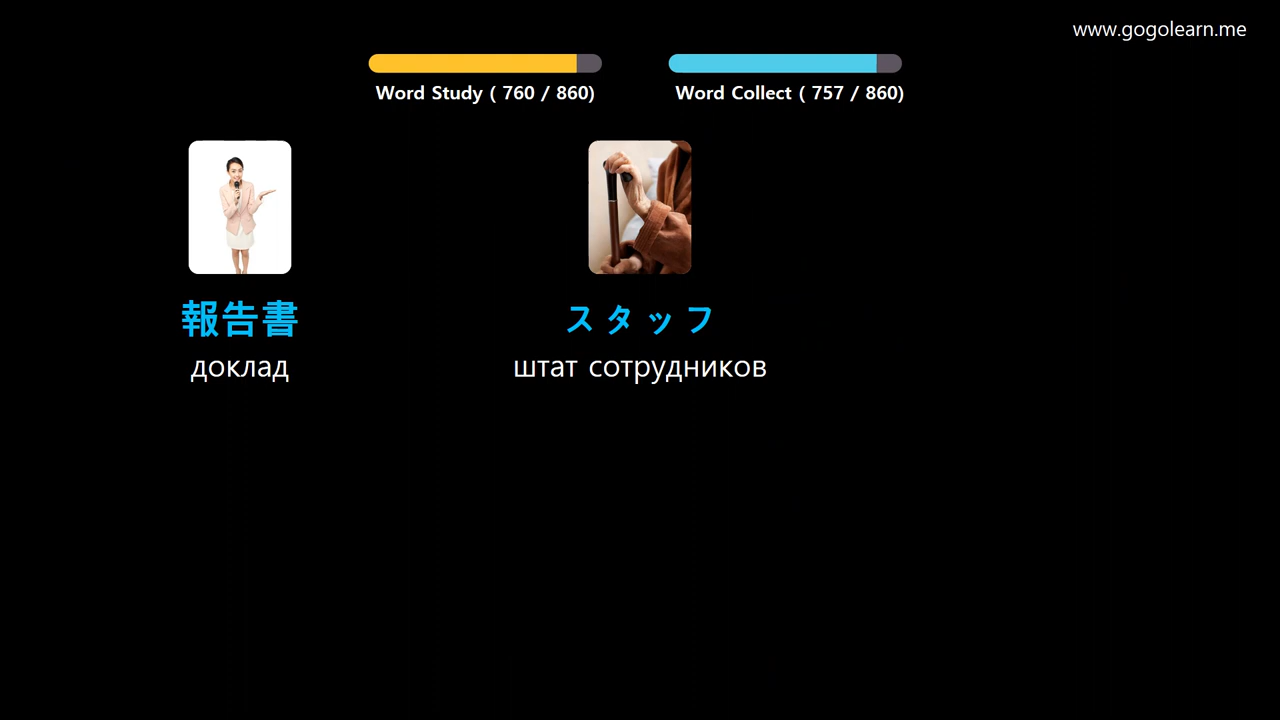 www.gogolearn.me
Word Study ( 760 / 860)
Word Collect ( 757 / 860)
報告書
スタッフ
доклад
штат сотрудников